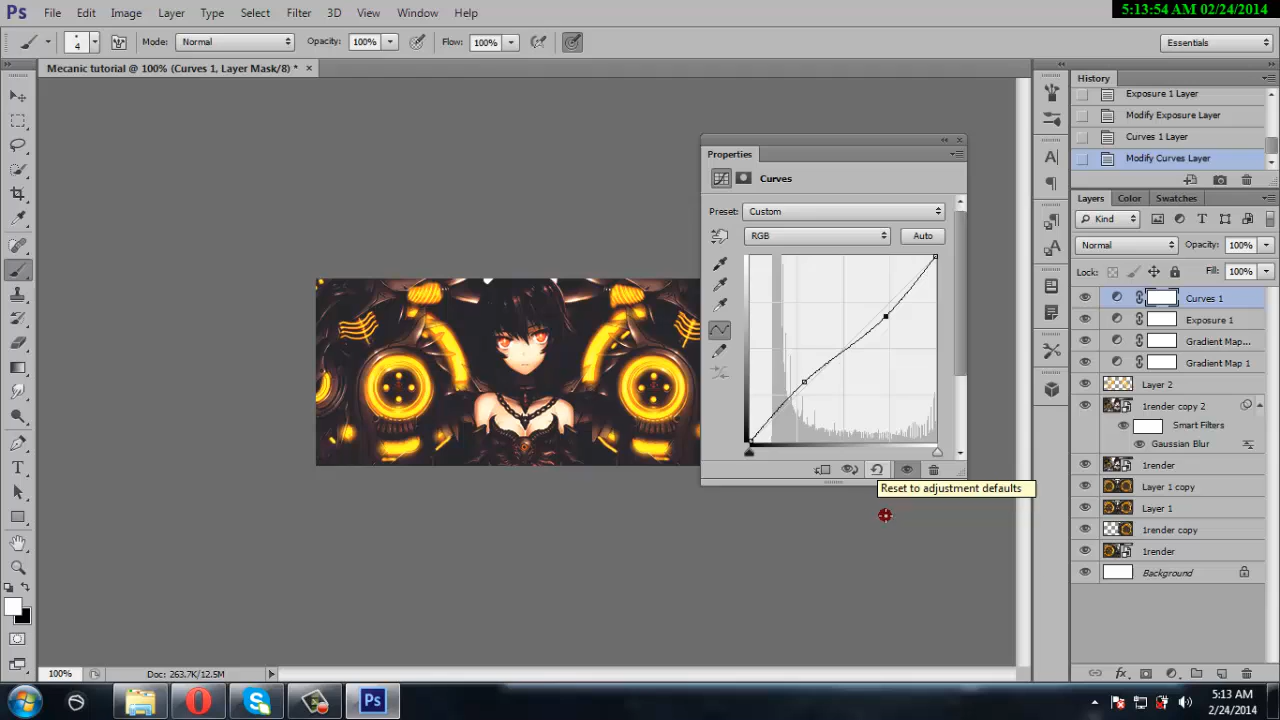 5:13:54 AM 02/24/2014
Ps File Edit Image Layer Type Select Filter 3D View Window Help
4 Mode: Normal Opacity: 100% Flow: 100% Essentials
Mecanic tutorial @ 100% (Curves 1, Layer Mask/8) * ×
History
Exposure 1 Layer
Modify Exposure Layer
Curves 1 Layer
Modify Curves Layer
Properties
Curves
Preset: Custom
RGB Auto
Reset to adjustment defaults
Layers Color Swatches
Kind
Normal Opacity: 100%
Lock: Fill: 100%
Curves 1
Exposure 1
Gradient Map...
Gradient Map 1
Layer 2
1render copy 2
Smart Filters
Gaussian Blur
1render
Layer 1 copy
Layer 1
1render copy
1render
Background
100% Doc: 263.7K/12.5M
Ps
5:13 AM
2/24/2014